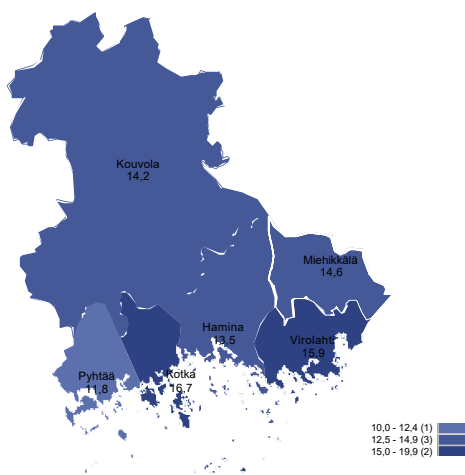 Kouvola
14,2
Miehikkälä
14,6
Hamina
13,5
Virolahti
15,9
Pyhtää
11,8
Kotka
16,7
10,0 - 12,4 (1)
12,5 - 14,9 (3)
15,0 - 19,9 (2)